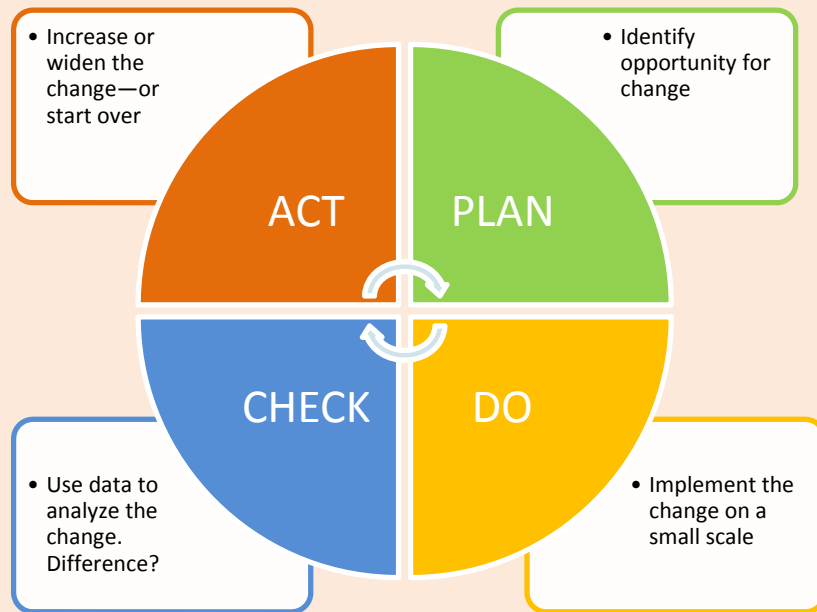 • Increase or
widen the
change—or
start over
• Identify
opportunity for
change
ACT
PLAN
CHECK
DO
• Use data to
analyze the
change.
Difference?
• Implement the
change on a
small scale